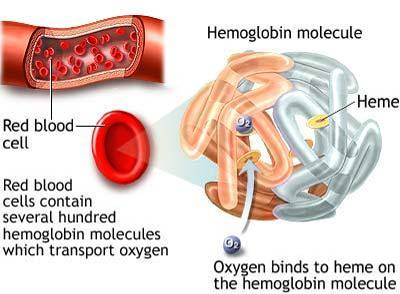 Hemoglobin molecule
Heme
Red blood
cell
O2
Red blood
cells contain
several hundred
hemoglobin molecules
which transport oxygen
O2
Oxygen binds to heme on
the hemoglobin molecule